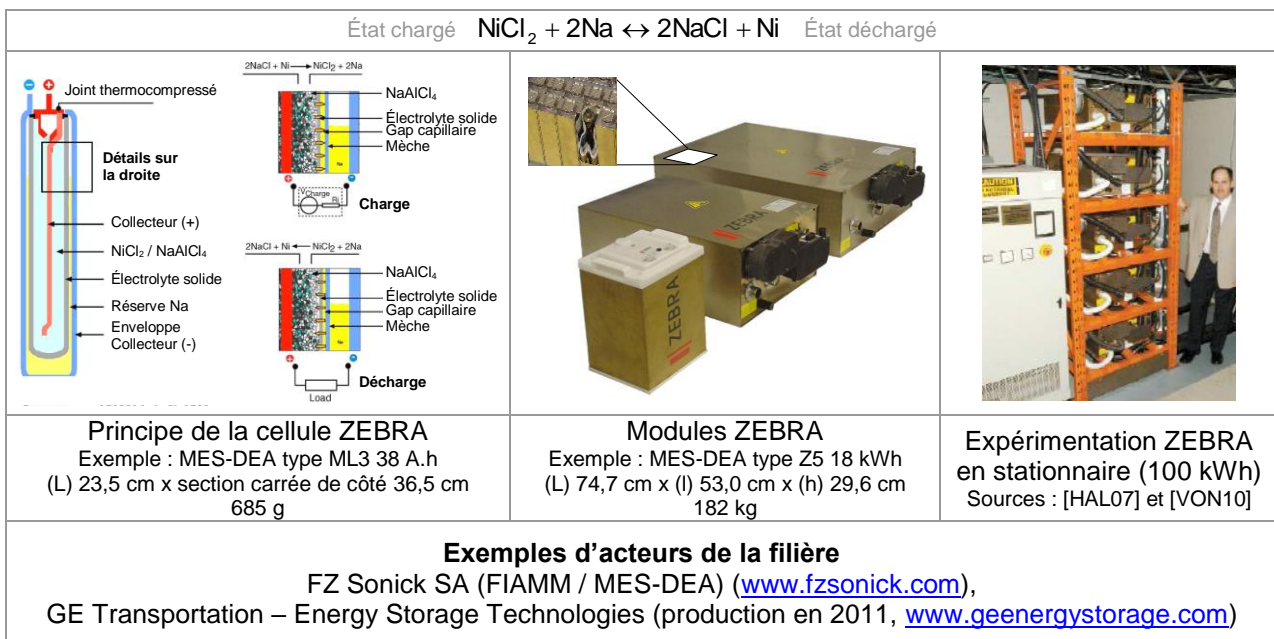 État chargé NiCl₂ + 2Na ↔ 2NaCl + Ni État déchargé
Joint thermocompressé
Détails sur
la droite
Collecteur (+)
NiCl₂ / NaAlCl₄
Électrolyte solide
Réserve Na
Enveloppe
Collecteur (-)
2NaCl + Ni → NiCl₂ + 2Na
NaAlCl₄
Électrolyte solide
Gap capillaire
Mèche
Na
VCharge
Charge
2NaCl + Ni ← NiCl₂ + 2Na
NaAlCl₄
Électrolyte solide
Gap capillaire
Mèche
Na
Load
Décharge
ZEBRA
ZEBRA
ZEBRA
CAUTION
Principe de la cellule ZEBRA
Exemple : MES-DEA type ML3 38 A.h
(L) 23,5 cm x section carrée de côté 36,5 cm
685 g
Modules ZEBRA
Exemple : MES-DEA type Z5 18 kWh
(L) 74,7 cm x (l) 53,0 cm x (h) 29,6 cm
182 kg
Expérimentation ZEBRA
en stationnaire (100 kWh)
Sources : [HAL07] et [VON10]
Exemples d’acteurs de la filière
FZ Sonick SA (FIAMM / MES-DEA) (www.fzsonick.com),
GE Transportation – Energy Storage Technologies (production en 2011, www.geenergystorage.com)